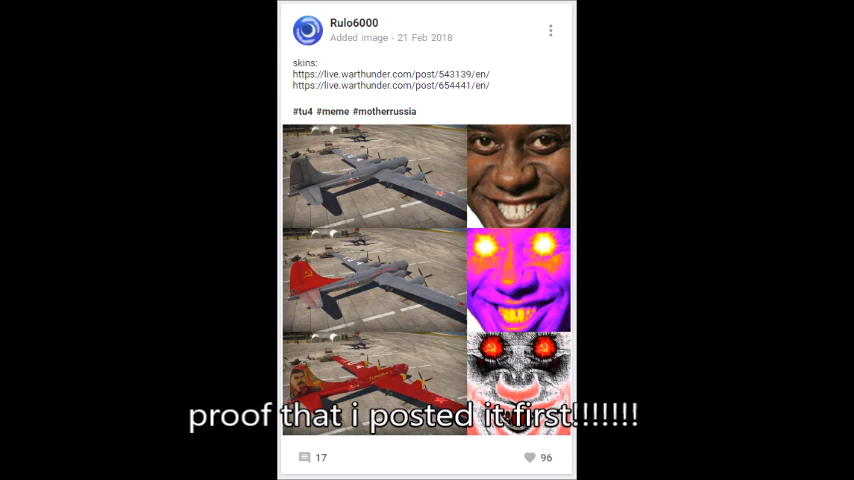 Rulo6000
Added image - 21 Feb 2018
skins:
https://live.warthunder.com/post/543139/en/
https://live.warthunder.com/post/654441/en/
#tu4 #meme #motherrussia
proof that i posted it first!!!!!!!
17
96